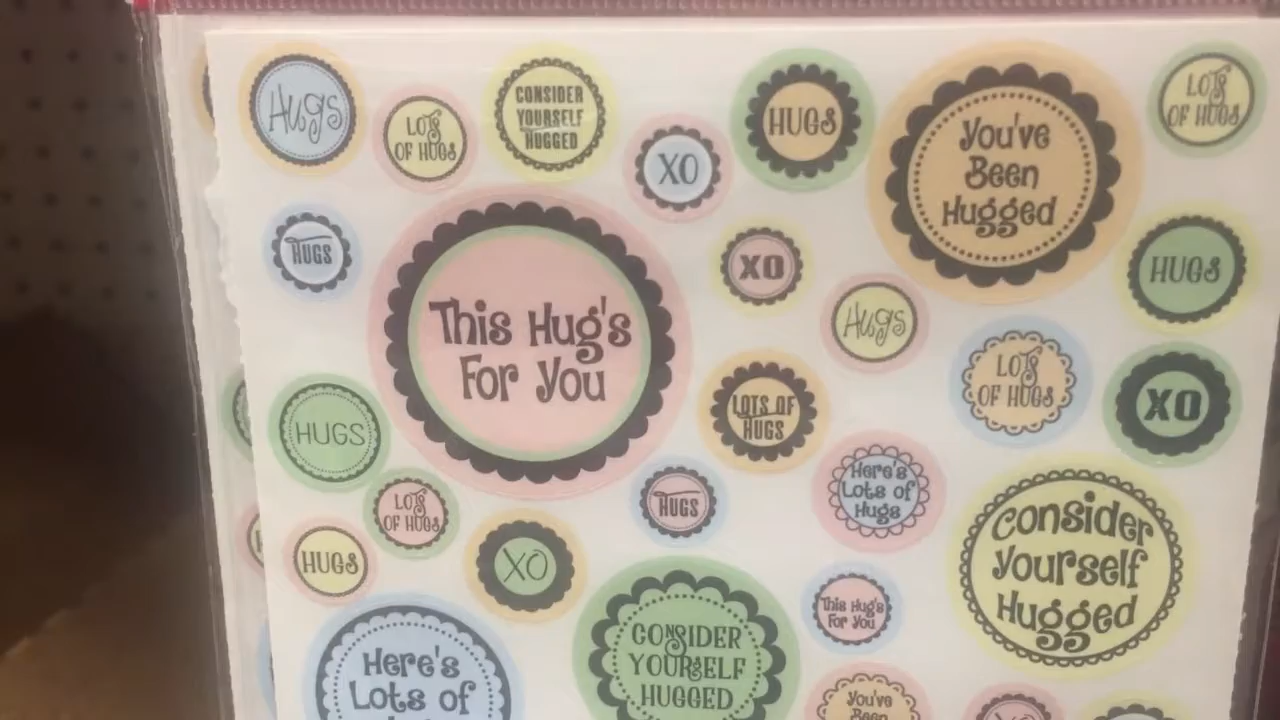 Hugs
LOTS
OF HUGS
CONSIDER
YOURSELF
HUGGED
XO
HUGS
You've
Been
Hugged
LOTS
OF HUGS
HUGS
This Hug's
For You
XO
Hugs
HUGS
LOTS
OF HUGS
XO
HUGS
LOTS OF
HUGS
Here's
Lots of
Hugs
LOTS
OF HUGS
HUGS
HUGS
XO
Consider
Yourself
Hugged
This Hug's
For You
Here's
Lots of
CONSIDER
YOURSELF
HUGGED
You've
Been
XO